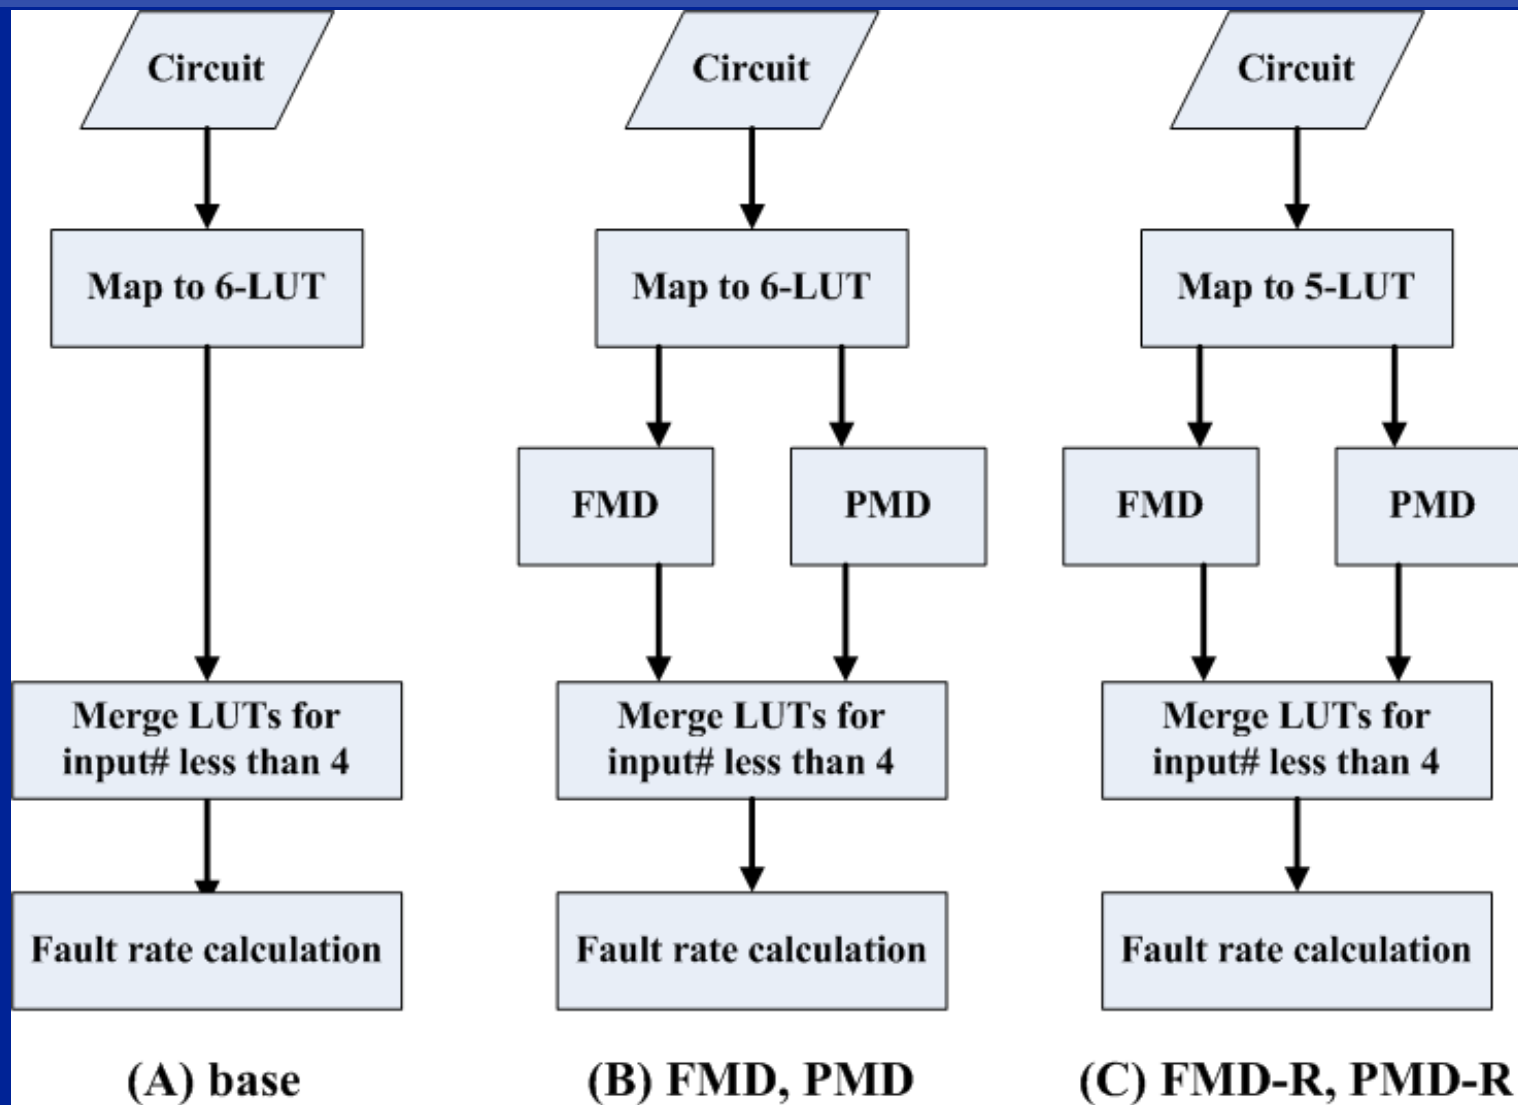 Circuit
Map to 6-LUT
Merge LUTs for
input# less than 4
Fault rate calculation
(A) base
Circuit
Map to 6-LUT
FMD
PMD
Merge LUTs for
input# less than 4
Fault rate calculation
(B) FMD, PMD
Circuit
Map to 5-LUT
FMD
PMD
Merge LUTs for
input# less than 4
Fault rate calculation
(C) FMD-R, PMD-R